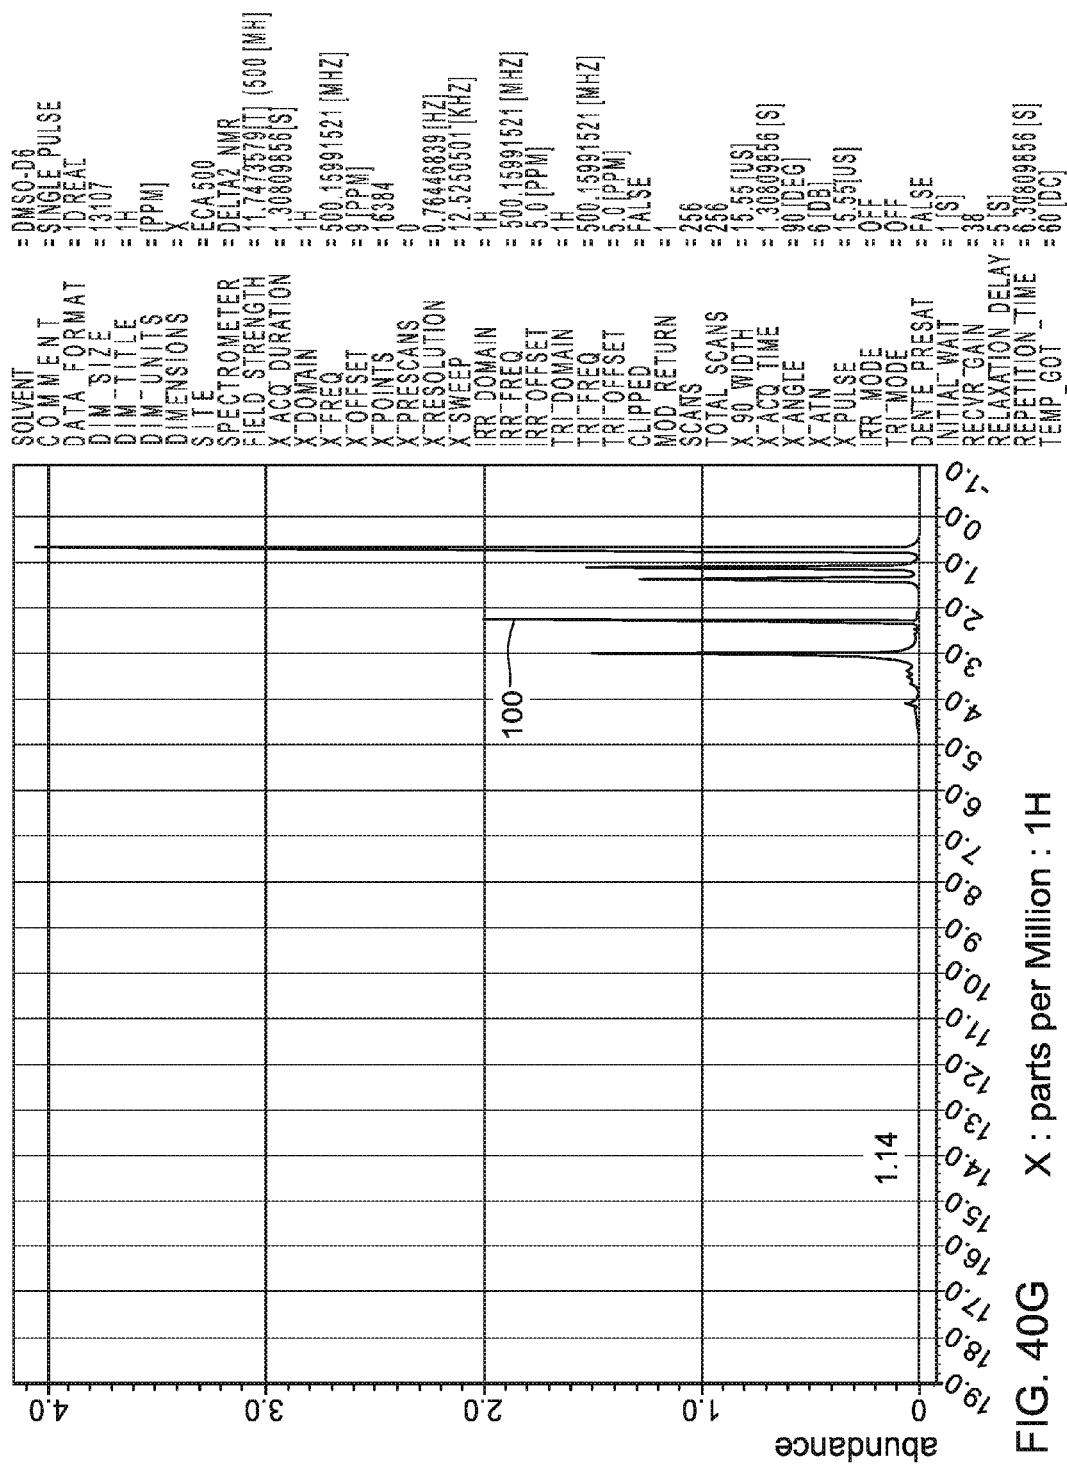 SOLVENT = DMSO-D6
C O M M E N T = SINGLE_PULSE
DATA_FORMAT = 1D REAL
DIM_SIZE = 13107
DIM_TITLE = 1H
DIM_UNITS = [PPM]
DIMENSIONS = X
SITE = ECA 500
SPECTROMETER = DELTA2_NMR
FIELD_STRENGTH = 11.7473579[T] (500[MH]
X_ACQ_DURATION = 1.30809856[S]
X_DOMAIN = 1H
X_FREQ = 500.15991521 [MHZ]
X_OFFSET = 9 [PPM]
X_POINTS = 16384
X_PRESCANS = 0
X_RESOLUTION = 0.76446839 [HZ]
X_SWEEP = 12.5250501 [KHZ]
IRR_DOMAIN = 1H
IRR_FREQ = 500.15991521 [MHZ]
IRR_OFFSET = 5.0 [PPM]
TRI_DOMAIN = 1H
TRI_FREQ = 500.15991521 [MHZ]
TRI_OFFSET = 5.0 [PPM]
CLIPPED = FALSE
MOD_RETURN = 1
SCANS = 256
TOTAL_SCANS = 256
X_90_WIDTH = 15.55 [US]
X_ACQ_TIME = 1.30809856 [S]
X_ANGLE = 90 [DEG]
X_ATN = 6 [DB]
X_PULSE = 15.55 [US]
IRR_MODE = OFF
TRI_MODE = OFF
DENTE_PRESAT = FALSE
INITIAL_WAIT = 1 [S]
RECVR_GAIN = 38
RELAXATION_DELAY = 5 [S]
REPETITION_TIME = 6.30809856 [S]
TEMP_GOT = 60 [DC]
abundance
4.0
3.0
2.0
1.0
0
100
1.14
19.0 18.0 17.0 16.0 15.0 14.0 13.0 12.0 11.0 10.0 9.0 8.0 7.0 6.0 5.0 4.0 3.0 2.0 1.0 0.0 -1.0
FIG. 40G X : parts per Million : 1H